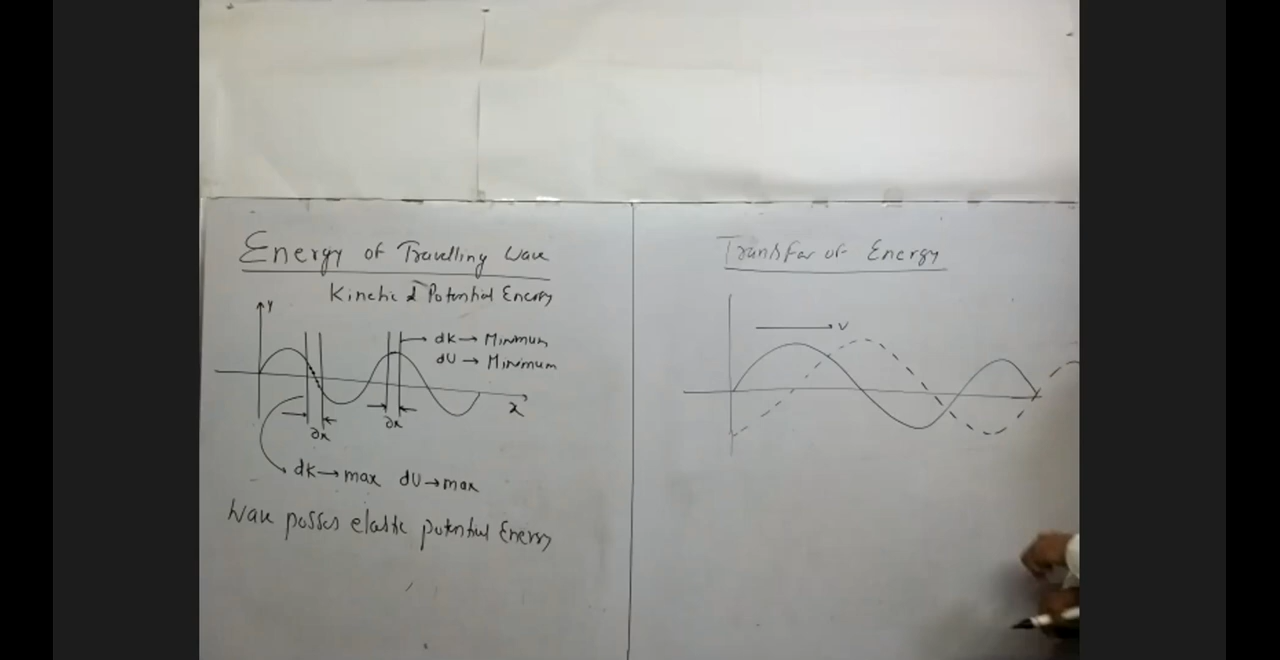 Energy of Travelling Wave
Kinetic & Potential Energy
y
dK → Minimum
dU → Minimum
x
∂x
∂x
dK → max dU → max
Wave posses elastic potential Energy
Transfer of Energy
v